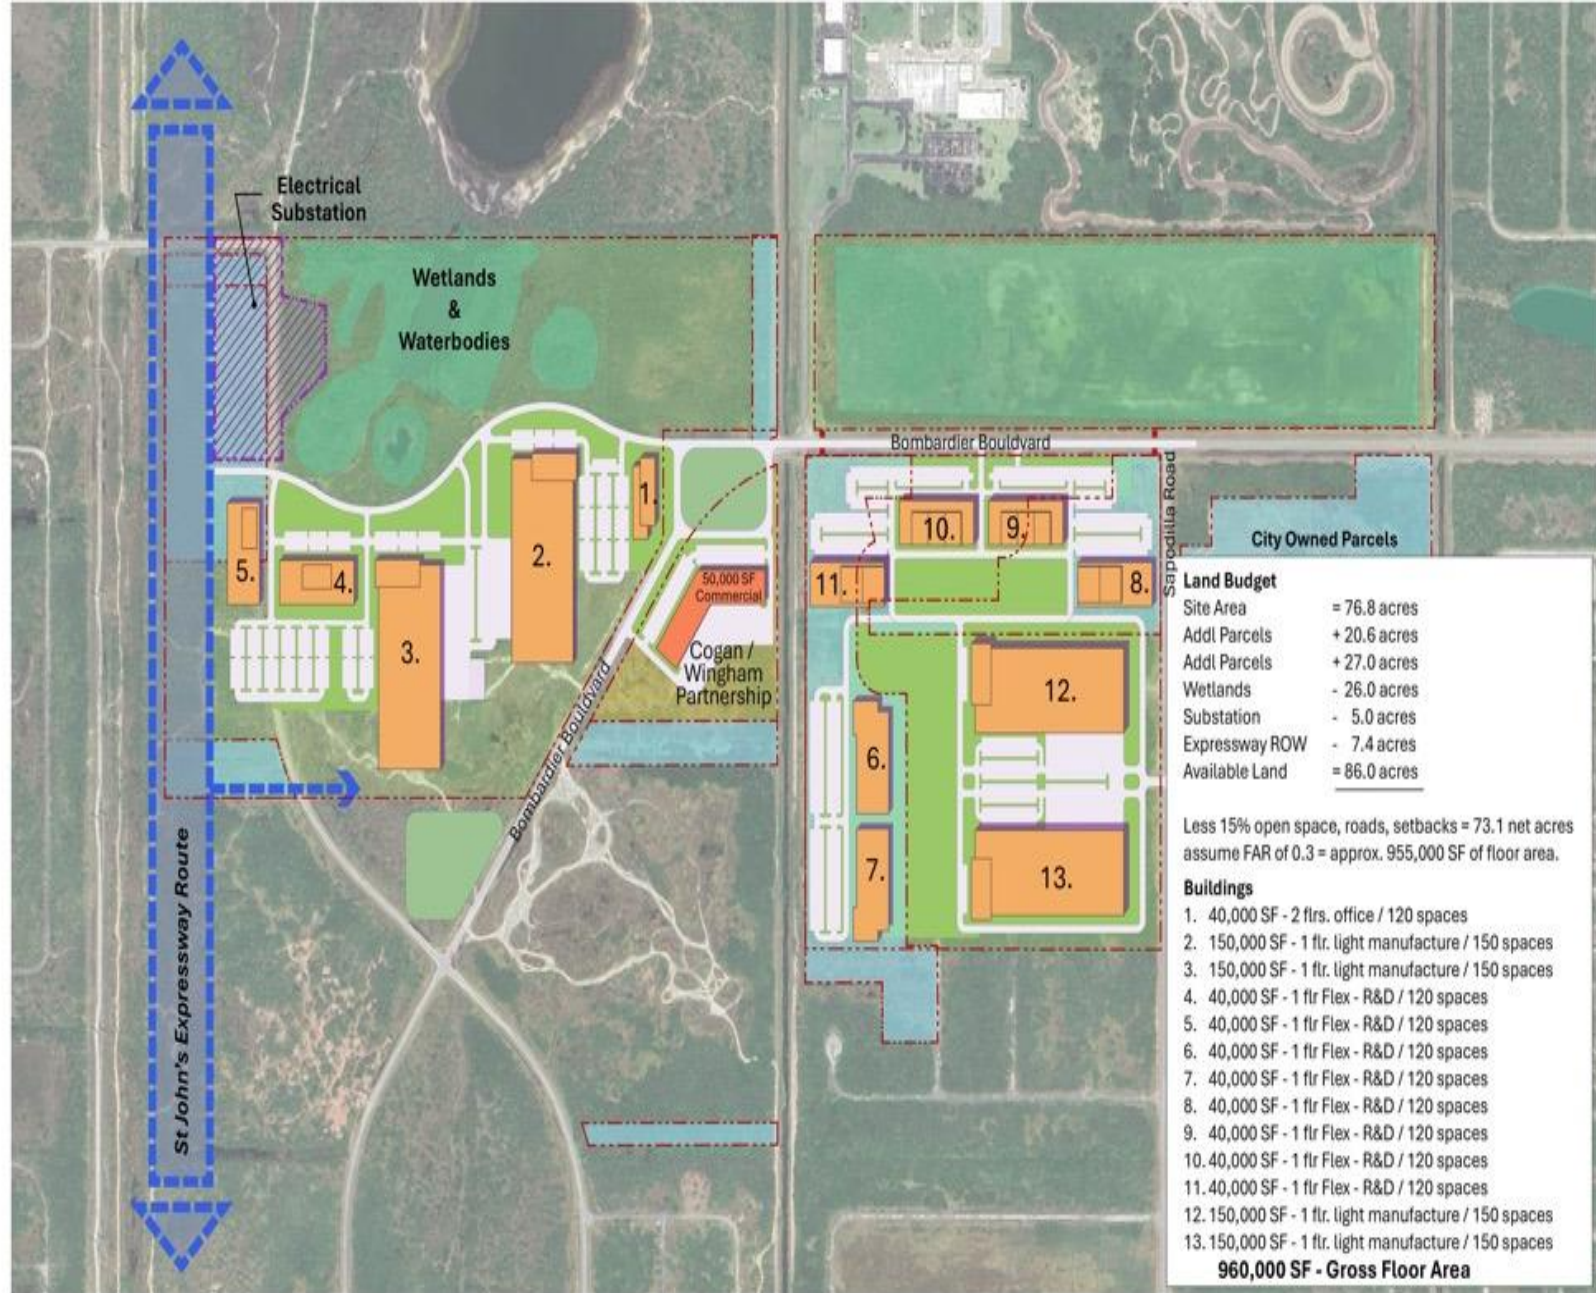 Electrical
Substation
Wetlands
&
Waterbodies
Bombardier Bouldvard
Sapodilla Road
City Owned Parcels
1.
2.
3.
4.
5.
10.
9.
11.
8.
50,000 SF
Commercial
Cogan /
Wingham
Partnership
12.
6.
7.
13.
Bombardier Bouldvard
St John's Expressway Route
Land Budget
Site Area = 76.8 acres
Addl Parcels + 20.6 acres
Addl Parcels + 27.0 acres
Wetlands - 26.0 acres
Substation - 5.0 acres
Expressway ROW - 7.4 acres
Available Land = 86.0 acres
Less 15% open space, roads, setbacks = 73.1 net acres
assume FAR of 0.3 = approx. 955,000 SF of floor area.
Buildings
1. 40,000 SF - 2 flrs. office / 120 spaces
2. 150,000 SF - 1 flr. light manufacture / 150 spaces
3. 150,000 SF - 1 flr. light manufacture / 150 spaces
4. 40,000 SF - 1 flr Flex - R&D / 120 spaces
5. 40,000 SF - 1 flr Flex - R&D / 120 spaces
6. 40,000 SF - 1 flr Flex - R&D / 120 spaces
7. 40,000 SF - 1 flr Flex - R&D / 120 spaces
8. 40,000 SF - 1 flr Flex - R&D / 120 spaces
9. 40,000 SF - 1 flr Flex - R&D / 120 spaces
10. 40,000 SF - 1 flr Flex - R&D / 120 spaces
11. 40,000 SF - 1 flr Flex - R&D / 120 spaces
12. 150,000 SF - 1 flr. light manufacture / 150 spaces
13. 150,000 SF - 1 flr. light manufacture / 150 spaces
960,000 SF - Gross Floor Area